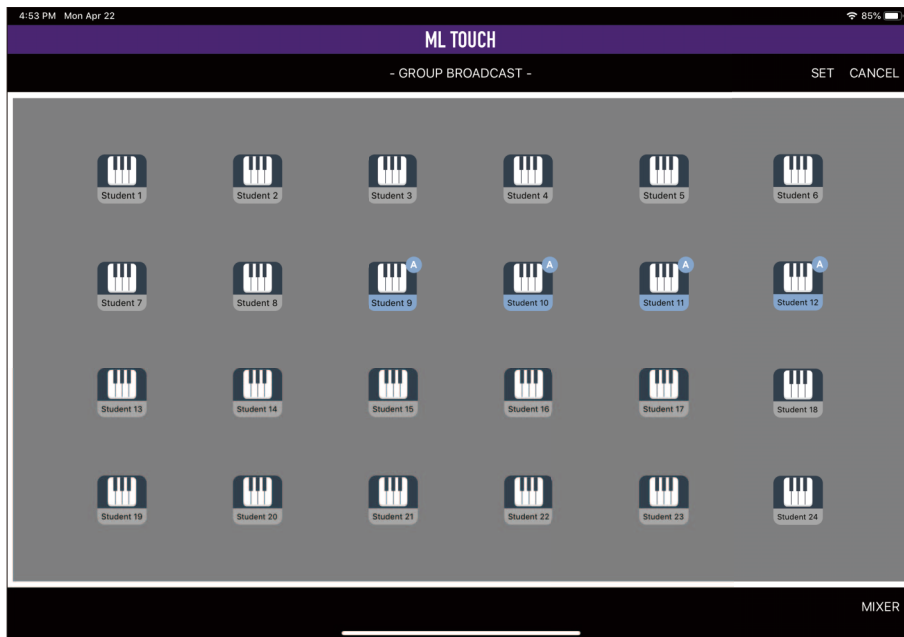 4:53 PM Mon Apr 22 85%
ML TOUCH
- GROUP BROADCAST - SET CANCEL
Student 1 Student 2 Student 3 Student 4 Student 5 Student 6
A A A A
Student 7 Student 8 Student 9 Student 10 Student 11 Student 12
Student 13 Student 14 Student 15 Student 16 Student 17 Student 18
Student 19 Student 20 Student 21 Student 22 Student 23 Student 24
MIXER